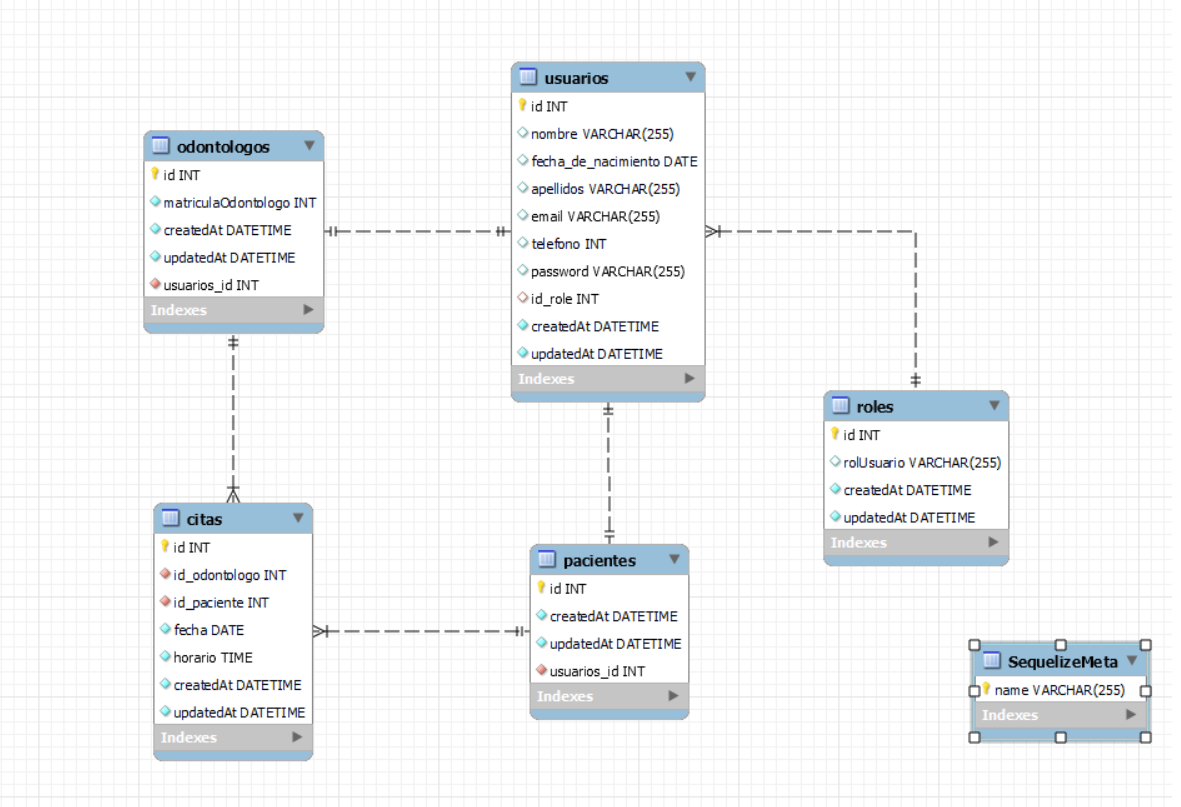 usuarios
id INT
nombre VARCHAR(255)
fecha_de_nacimiento DATE
apellidos VARCHAR(255)
email VARCHAR(255)
telefono INT
password VARCHAR(255)
id_role INT
createdAt DATETIME
updatedAt DATETIME
Indexes
odontologos
id INT
matriculaOdontologo INT
createdAt DATETIME
updatedAt DATETIME
usuarios_id INT
Indexes
roles
id INT
rolUsuario VARCHAR(255)
createdAt DATETIME
updatedAt DATETIME
Indexes
citas
id INT
id_odontologo INT
id_paciente INT
fecha DATE
horario TIME
createdAt DATETIME
updatedAt DATETIME
Indexes
pacientes
id INT
createdAt DATETIME
updatedAt DATETIME
usuarios_id INT
Indexes
SequelizeMeta
name VARCHAR(255)
Indexes